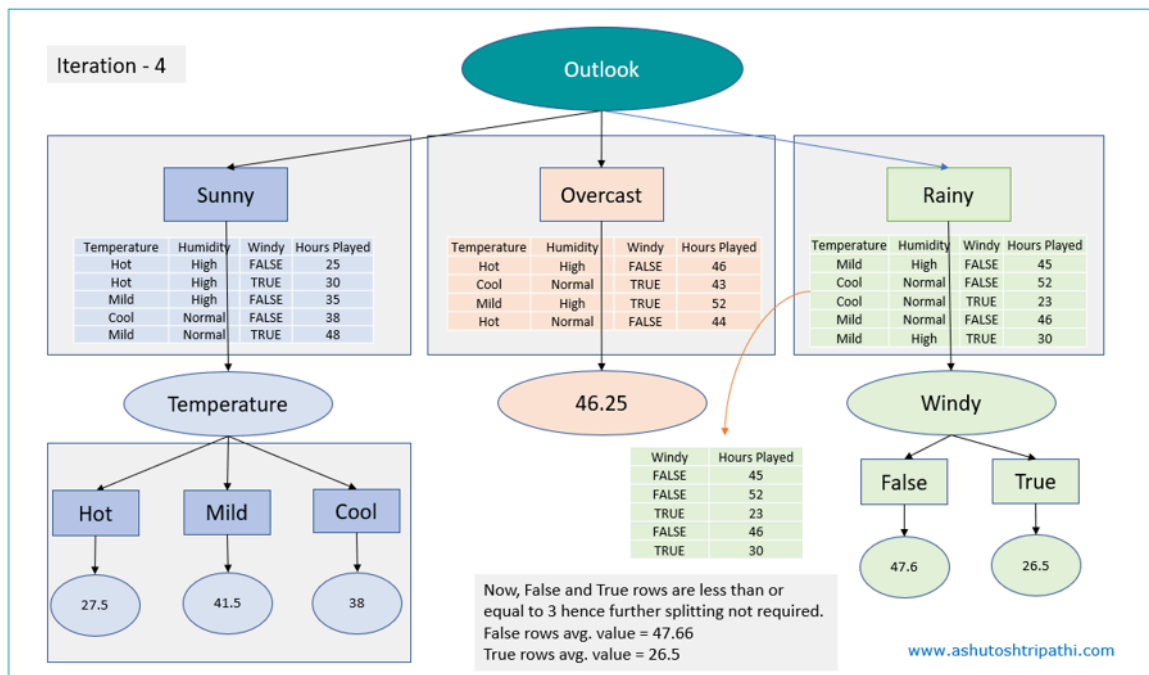 Iteration - 4
Outlook
Sunny
Temperature Humidity Windy Hours Played
Hot High FALSE 25
Hot High TRUE 30
Mild High FALSE 35
Cool Normal FALSE 38
Mild Normal TRUE 48
Overcast
Temperature Humidity Windy Hours Played
Hot High FALSE 46
Cool Normal TRUE 43
Mild High TRUE 52
Hot Normal FALSE 44
Rainy
Temperature Humidity Windy Hours Played
Mild High FALSE 45
Cool Normal FALSE 52
Cool Normal TRUE 23
Mild Normal FALSE 46
Mild High TRUE 30
Temperature
46.25
Windy
Hot Mild Cool
27.5 41.5 38
Windy Hours Played
FALSE 45
FALSE 52
TRUE 23
FALSE 46
TRUE 30
False True
47.6 26.5
Now, False and True rows are less than or
equal to 3 hence further splitting not required.
False rows avg. value = 47.66
True rows avg. value = 26.5
www.ashutoshtripathi.com